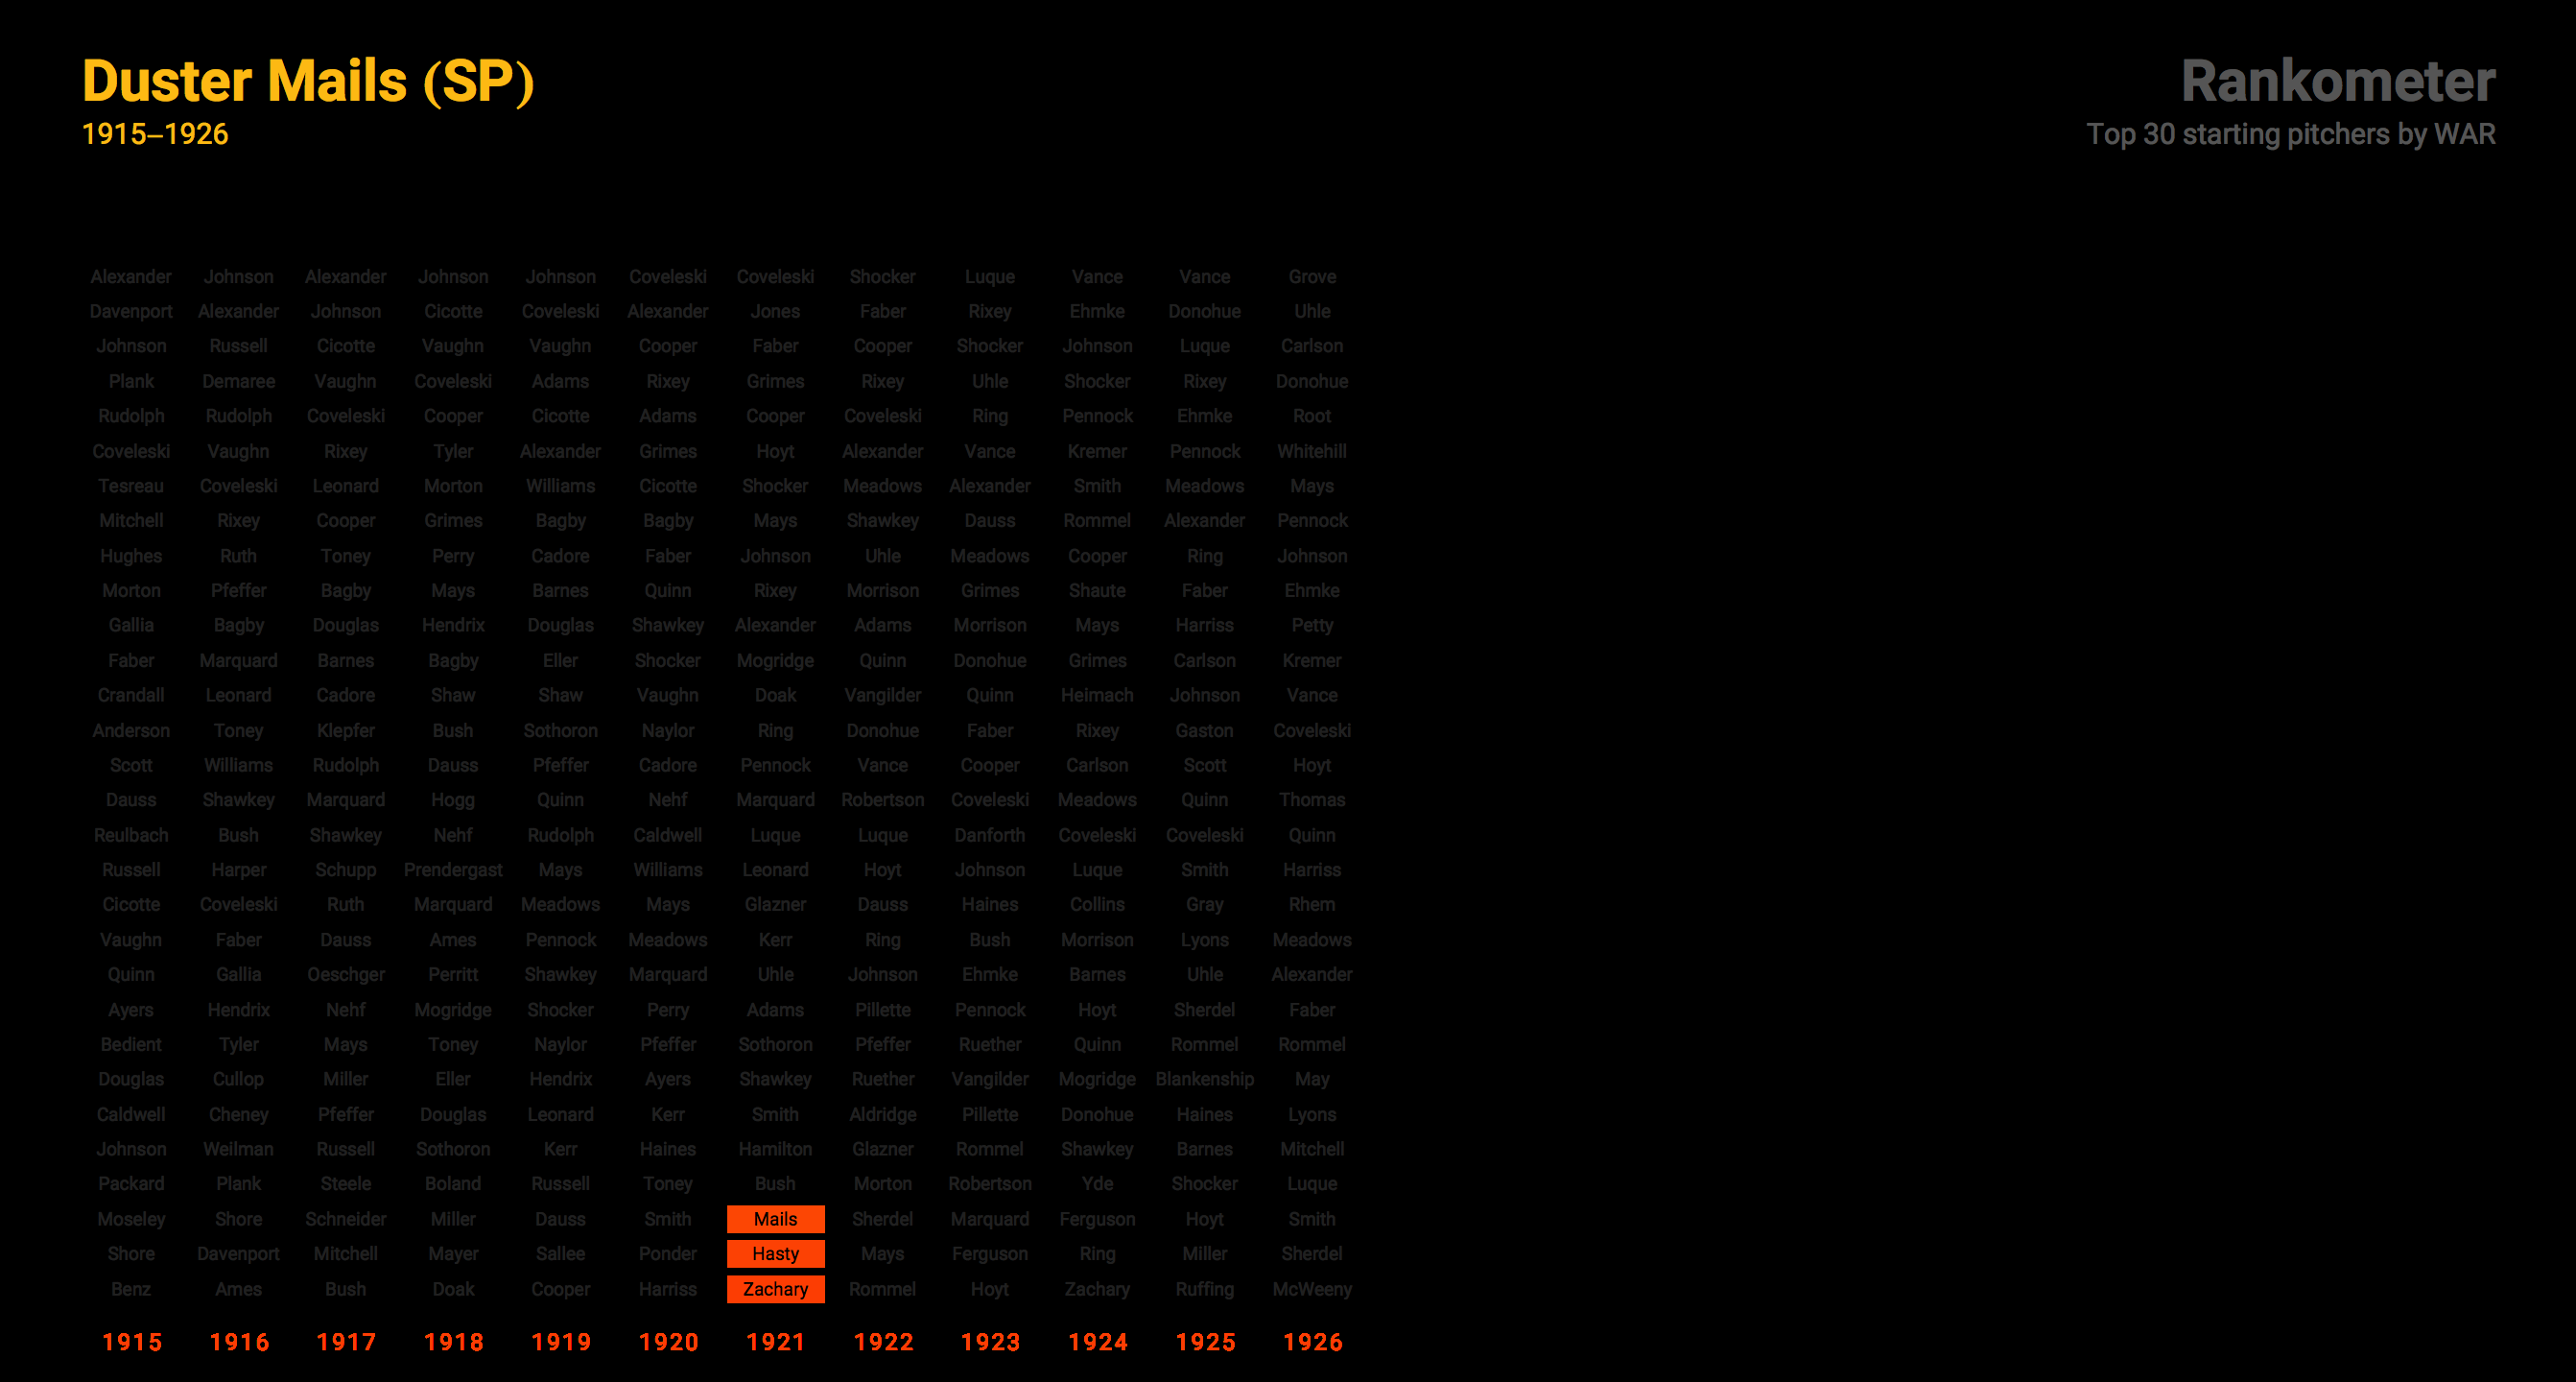 Duster Mails (SP)
1915–1926
Rankometer
Top 30 starting pitchers by WAR
Alexander Johnson Alexander Johnson Johnson Coveleski Coveleski Shocker Luque Vance Vance Grove
Davenport Alexander Johnson Cicotte Coveleski Alexander Jones Faber Rixey Ehmke Donohue Uhle
Johnson Russell Cicotte Vaughn Vaughn Cooper Faber Cooper Shocker Johnson Luque Carlson
Plank Demaree Vaughn Coveleski Adams Rixey Grimes Rixey Uhle Shocker Rixey Donohue
Rudolph Rudolph Coveleski Cooper Cicotte Adams Cooper Coveleski Ring Pennock Ehmke Root
Coveleski Vaughn Rixey Tyler Alexander Grimes Hoyt Alexander Vance Kremer Pennock Whitehill
Tesreau Coveleski Leonard Morton Williams Cicotte Shocker Meadows Alexander Smith Meadows Mays
Mitchell Rixey Cooper Grimes Bagby Bagby Mays Shawkey Dauss Rommel Alexander Pennock
Hughes Ruth Toney Perry Cadore Faber Johnson Uhle Meadows Cooper Ring Johnson
Morton Pfeffer Bagby Mays Barnes Quinn Rixey Morrison Grimes Shaute Faber Ehmke
Gallia Bagby Douglas Hendrix Douglas Shawkey Alexander Adams Morrison Mays Harriss Petty
Faber Marquard Barnes Bagby Eller Shocker Mogridge Quinn Donohue Grimes Carlson Kremer
Crandall Leonard Cadore Shaw Shaw Vaughn Doak Vangilder Quinn Heimach Johnson Vance
Anderson Toney Klepfer Bush Sothoron Naylor Ring Donohue Faber Rixey Gaston Coveleski
Scott Williams Rudolph Dauss Pfeffer Cadore Pennock Vance Cooper Carlson Scott Hoyt
Dauss Shawkey Marquard Hogg Quinn Nehf Marquard Robertson Coveleski Meadows Quinn Thomas
Reulbach Bush Shawkey Nehf Rudolph Caldwell Luque Luque Danforth Coveleski Coveleski Quinn
Russell Harper Schupp Prendergast Mays Williams Leonard Hoyt Johnson Luque Smith Harriss
Cicotte Coveleski Ruth Marquard Meadows Mays Glazner Dauss Haines Collins Gray Rhem
Vaughn Faber Dauss Ames Pennock Meadows Kerr Ring Bush Morrison Lyons Meadows
Quinn Gallia Oeschger Perritt Shawkey Marquard Uhle Johnson Ehmke Barnes Uhle Alexander
Ayers Hendrix Nehf Mogridge Shocker Perry Adams Pillette Pennock Hoyt Sherdel Faber
Bedient Tyler Mays Toney Naylor Pfeffer Sothoron Pfeffer Ruether Quinn Rommel Rommel
Douglas Cullop Miller Eller Hendrix Ayers Shawkey Ruether Vangilder Mogridge Blankenship May
Caldwell Cheney Pfeffer Douglas Leonard Kerr Smith Aldridge Pillette Donohue Haines Lyons
Johnson Weilman Russell Sothoron Kerr Haines Hamilton Glazner Rommel Shawkey Barnes Mitchell
Packard Plank Steele Boland Russell Toney Bush Morton Robertson Yde Shocker Luque
Moseley Shore Schneider Miller Dauss Smith Mails Sherdel Marquard Ferguson Hoyt Smith
Shore Davenport Mitchell Mayer Sallee Ponder Hasty Mays Ferguson Ring Miller Sherdel
Benz Ames Bush Doak Cooper Harriss Zachary Rommel Hoyt Zachary Ruffing McWeeny
1915 1916 1917 1918 1919 1920 1921 1922 1923 1924 1925 1926